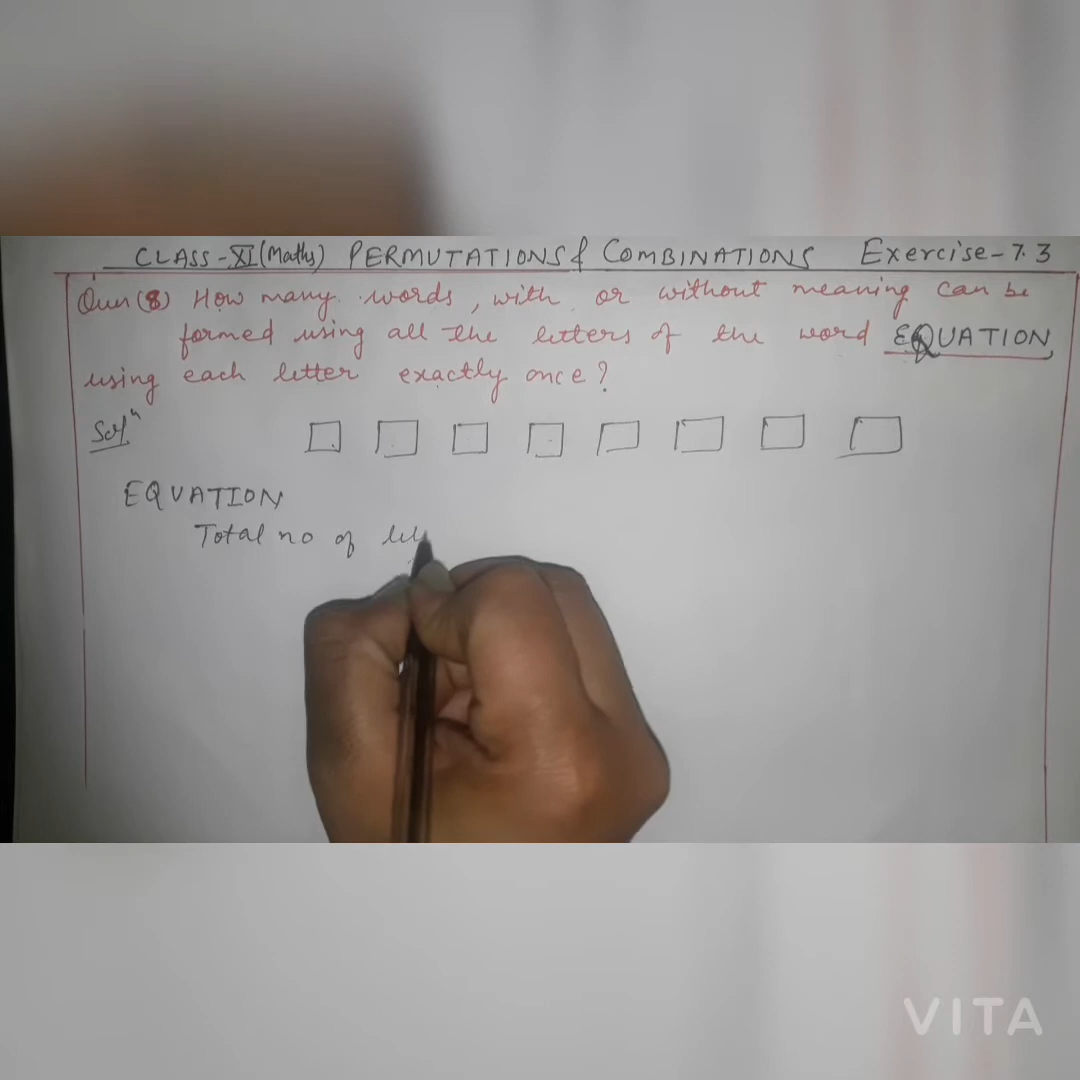 CLASS-XI (Maths) PERMUTATIONS & COMBINATIONS Exercise-7.3
Ques (8) How many words, with or without meaning can be
formed using all the letters of the word EQUATION,
using each letter exactly once?
Solⁿ
EQUATION
Total no of
VITA